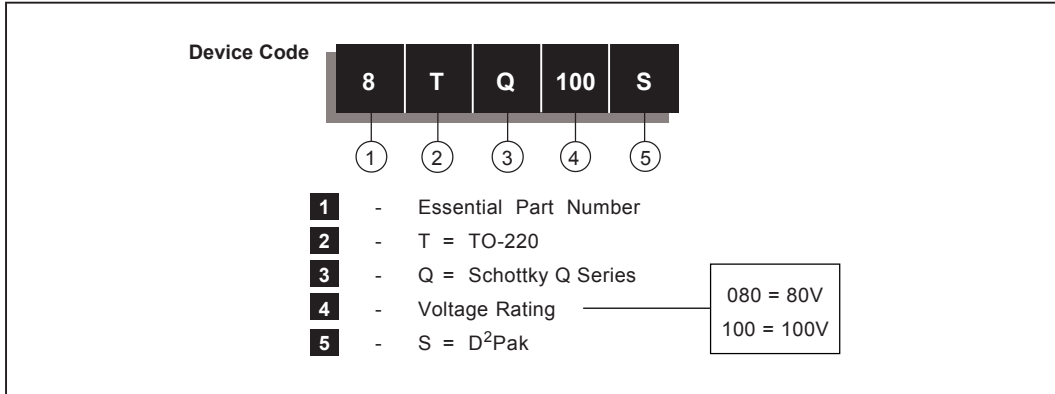 Device Code
8 T Q 100 S
1 2 3 4 5
1 - Essential Part Number
2 - T = TO-220
3 - Q = Schottky Q Series
4 - Voltage Rating
080 = 80V
100 = 100V
5 - S = D²Pak